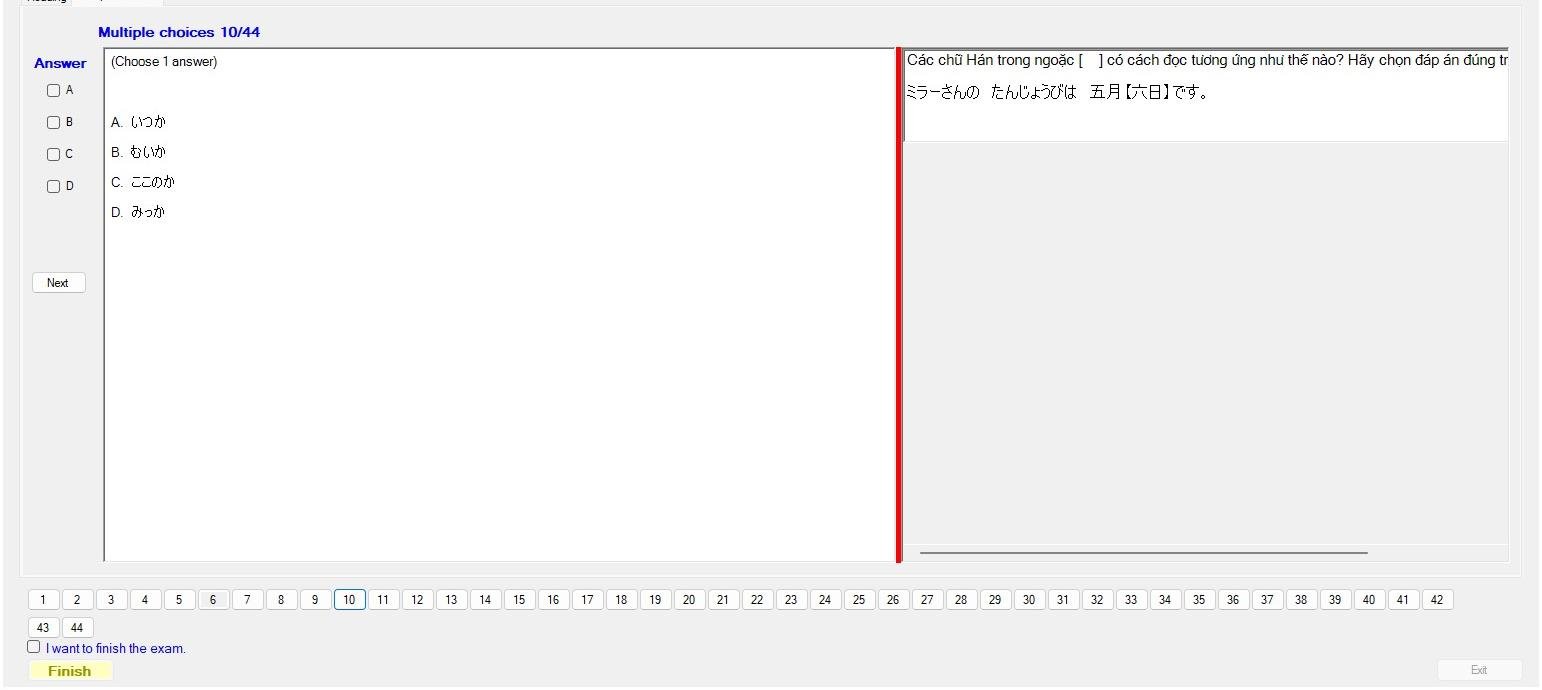 Multiple choices 10/44
Answer
A
B
C
D
Next
(Choose 1 answer)
A. いつか
B. むいか
C. ここのか
D. みっか
Các chữ Hán trong ngoặc [ ] có cách đọc tương ứng như thế nào? Hãy chọn đáp án đúng tr
ミラーさんの たんじょうびは 五月【六日】です。
1 2 3 4 5 6 7 8 9 10 11 12 13 14 15 16 17 18 19 20 21 22 23 24 25 26 27 28 29 30 31 32 33 34 35 36 37 38 39 40 41 42
43 44
I want to finish the exam.
Finish
Exit